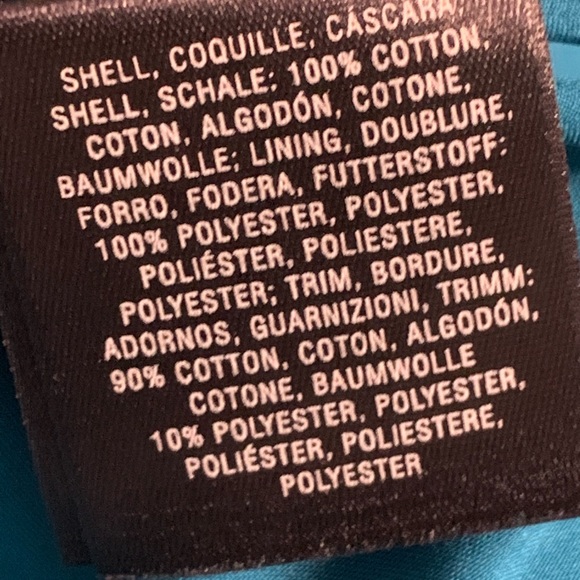 SHELL, COQUILLE, CÁSCARA,
SHELL, SCHALE: 100% COTTON,
COTON, ALGODÓN, COTONE,
BAUMWOLLE; LINING, DOUBLURE,
FORRO, FODERA, FUTTERSTOFF:
100% POLYESTER, POLYESTER,
POLIÉSTER, POLIESTERE,
POLYESTER; TRIM, BORDURE,
ADORNOS, GUARNIZIONI, TRIMM:
90% COTTON, COTON, ALGODÓN,
COTONE, BAUMWOLLE
10% POLYESTER, POLYESTER,
POLIÉSTER, POLIESTERE,
POLYESTER